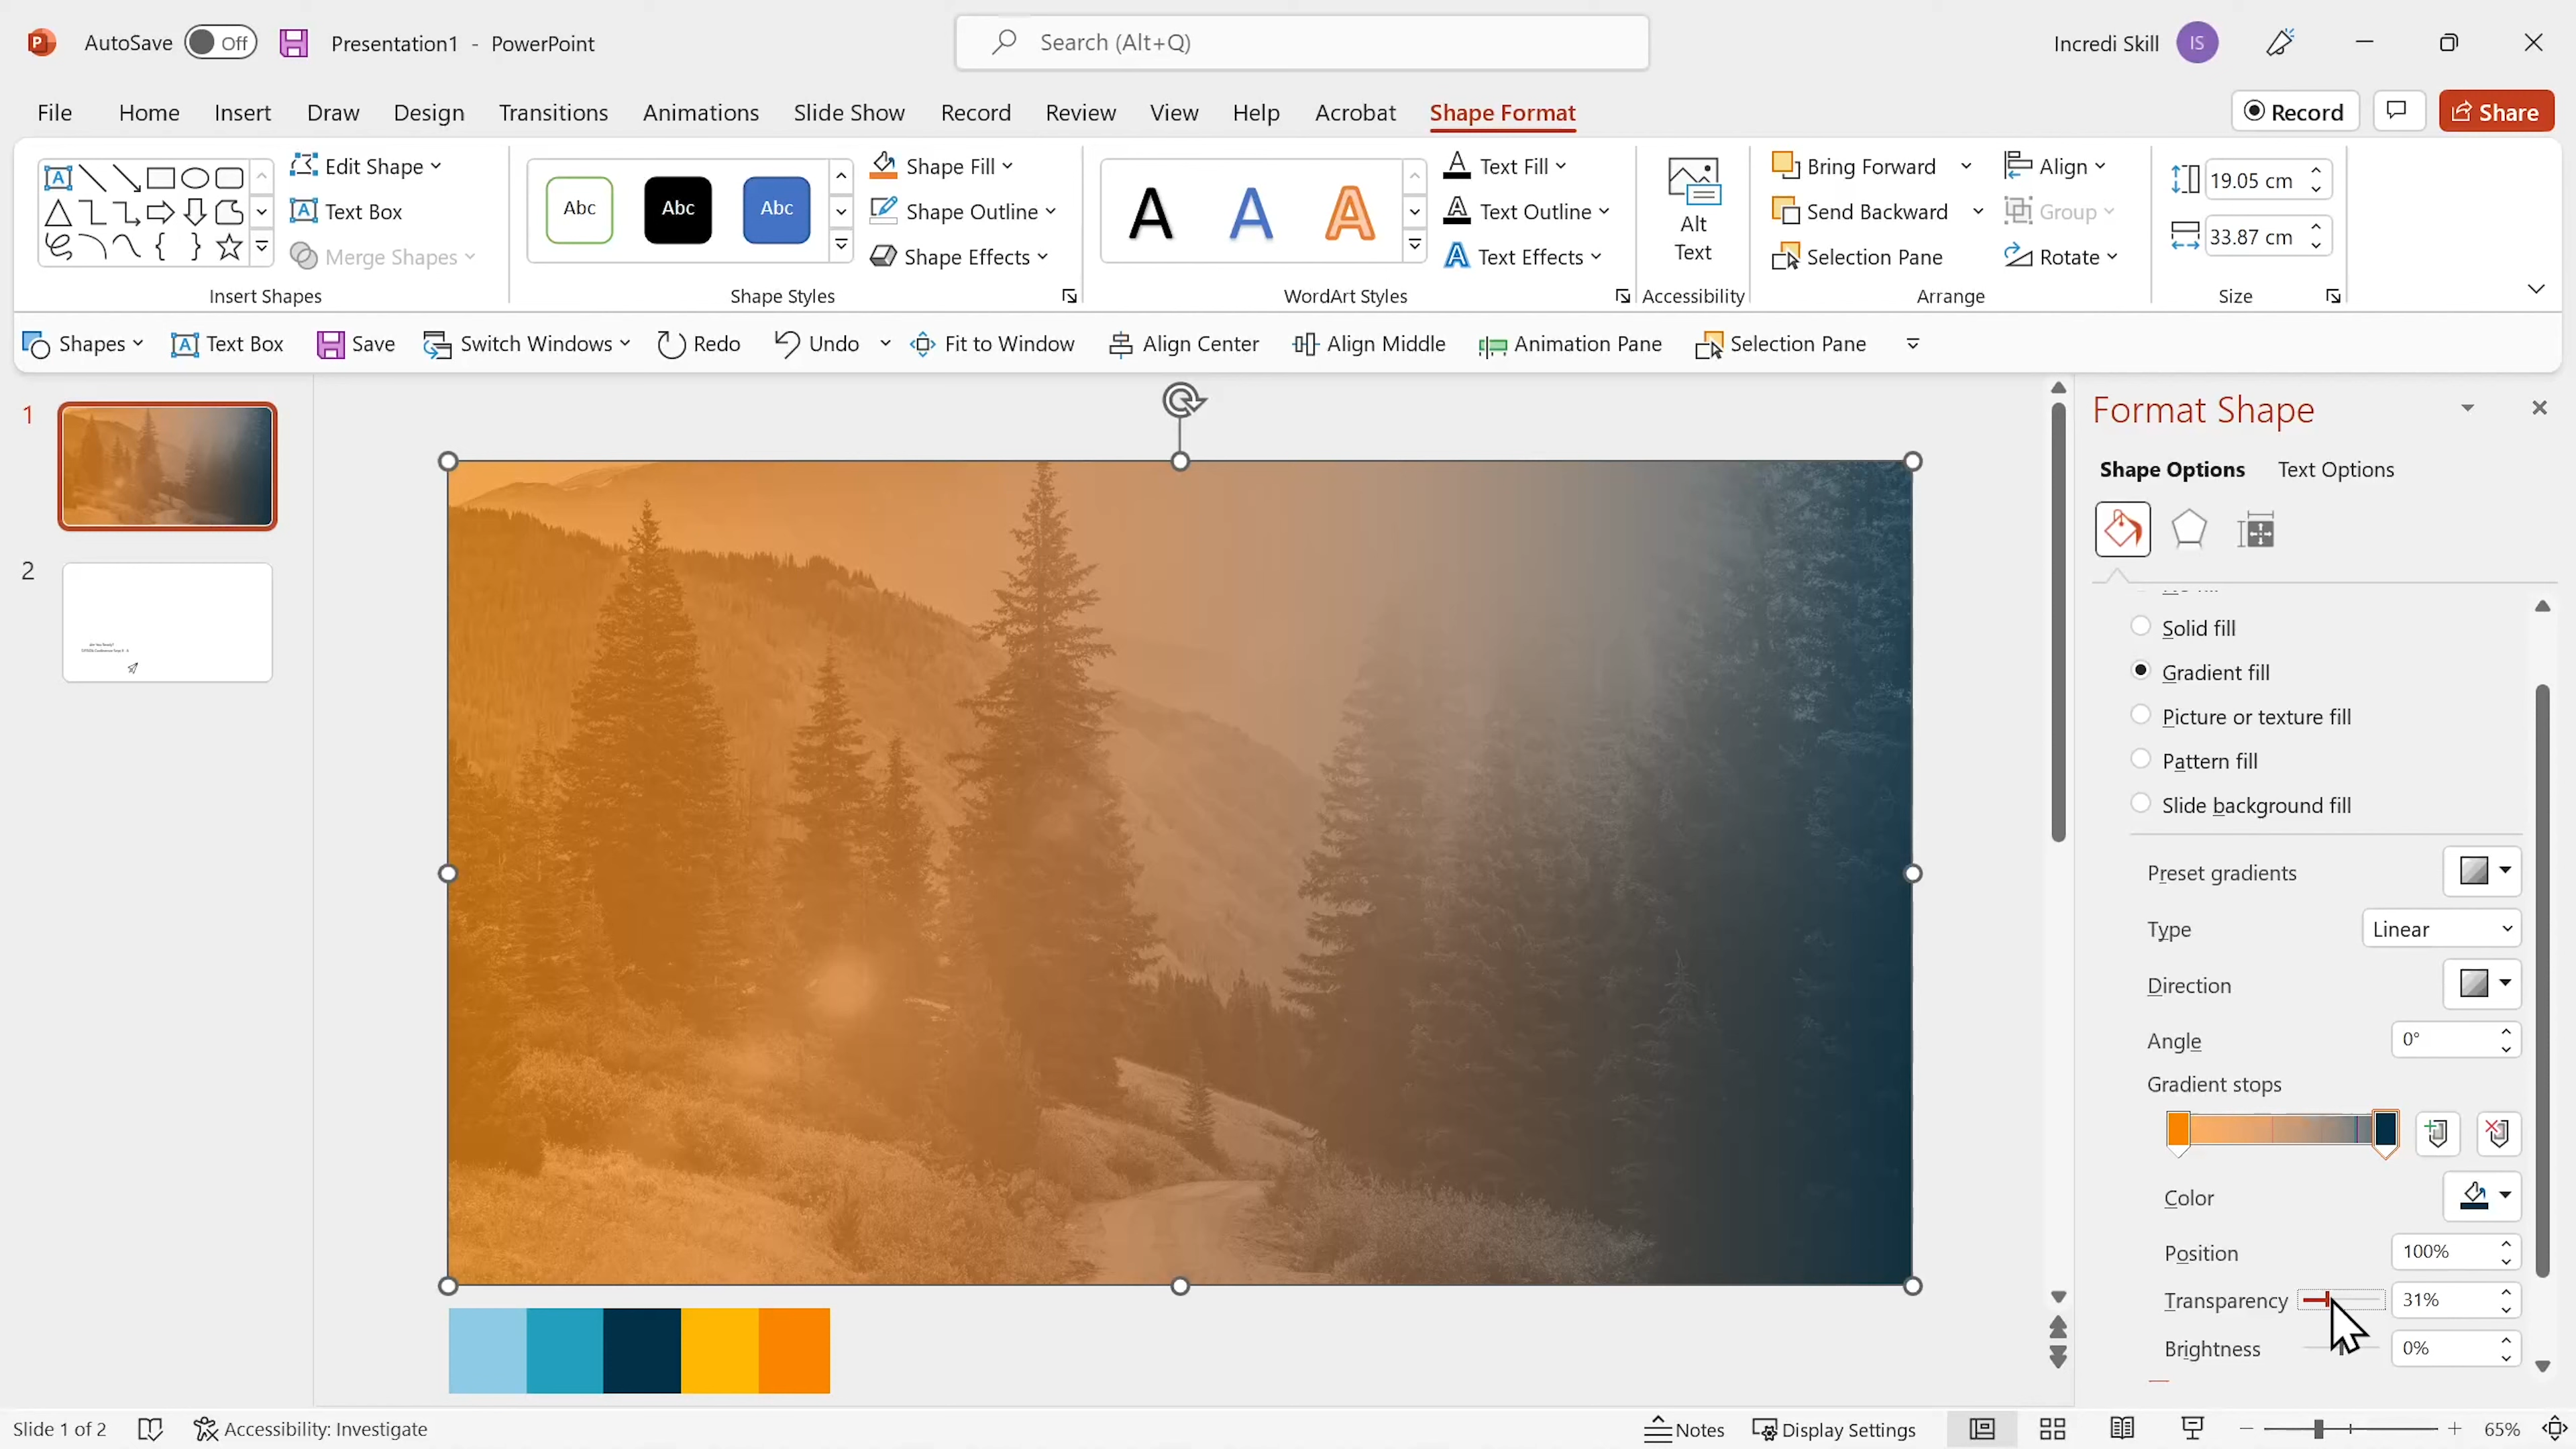 AutoSave Off Presentation1 - PowerPoint Search (Alt+Q) Incredi Skill IS
File Home Insert Draw Design Transitions Animations Slide Show Record Review View Help Acrobat Shape Format Record Share
Edit Shape
Text Box
Merge Shapes
Insert Shapes
Abc Abc Abc
Shape Fill
Shape Outline
Shape Effects
Shape Styles
A A A
Text Fill
Text Outline
Text Effects
WordArt Styles
Alt
Text
Accessibility
Bring Forward
Send Backward
Selection Pane
Align
Group
Rotate
Arrange
19.05 cm
33.87 cm
Size
Shapes Text Box Save Switch Windows Redo Undo Fit to Window Align Center Align Middle Animation Pane Selection Pane
1
2
Are You Ready?
Format Shape
Shape Options Text Options
Solid fill
Gradient fill
Picture or texture fill
Pattern fill
Slide background fill
Preset gradients
Type Linear
Direction
Angle 0°
Gradient stops
Color
Position 100%
Transparency 31%
Brightness 0%
Slide 1 of 2 Accessibility: Investigate Notes Display Settings 65%